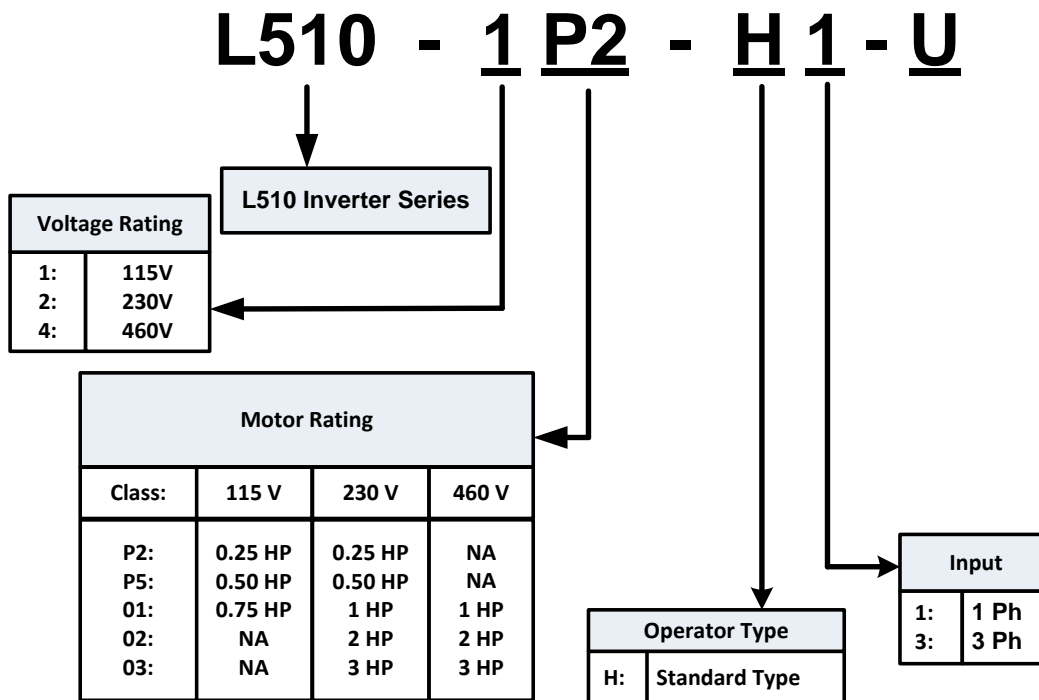 L510 - 1 P2 - H 1 - U
L510 Inverter Series
Voltage Rating
1: 115V
2: 230V
4: 460V
Motor Rating
Class: 115 V 230 V 460 V
P2: 0.25 HP 0.25 HP NA
P5: 0.50 HP 0.50 HP NA
01: 0.75 HP 1 HP 1 HP
02: NA 2 HP 2 HP
03: NA 3 HP 3 HP
Operator Type
H: Standard Type
Input
1: 1 Ph
3: 3 Ph